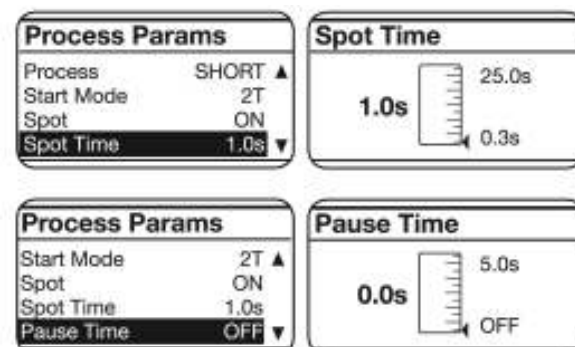 Process Params
Process SHORT ▲
Start Mode 2T
Spot ON
Spot Time 1.0s ▼
Spot Time
25.0s
1.0s
0.3s
Process Params
Start Mode 2T ▲
Spot ON
Spot Time 1.0s
Pause Time OFF ▼
Pause Time
5.0s
0.0s
OFF